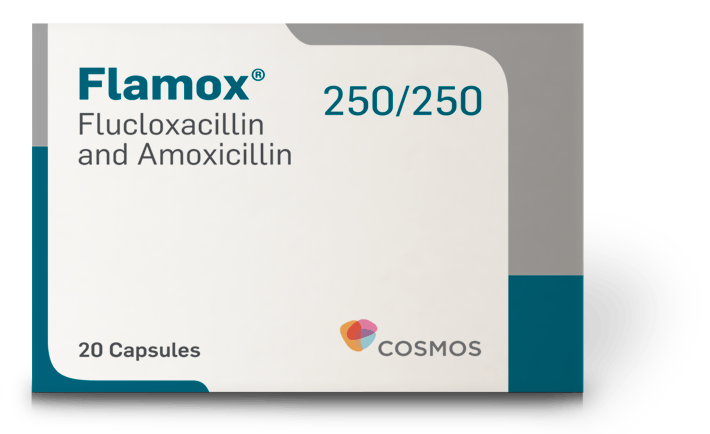 Flamox®
250/250
Flucloxacillin
and Amoxicillin
20 Capsules
COSMOS